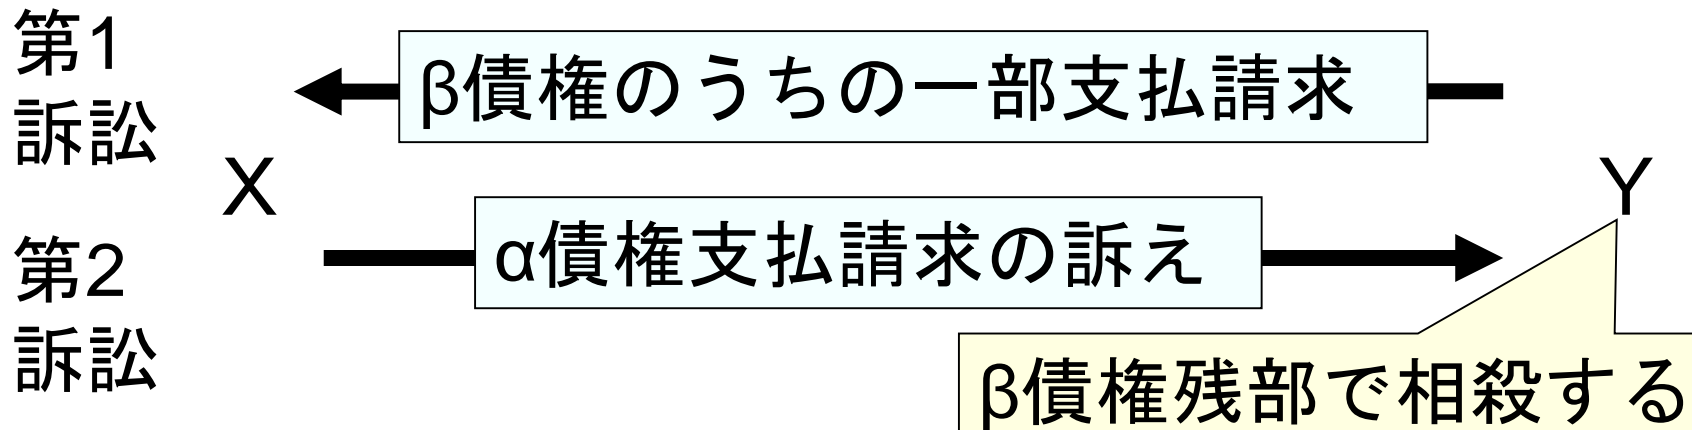 第1
訴訟
β債権のうちの一部支払請求
X
Y
第2
訴訟
α債権支払請求の訴え
β債権残部で相殺する